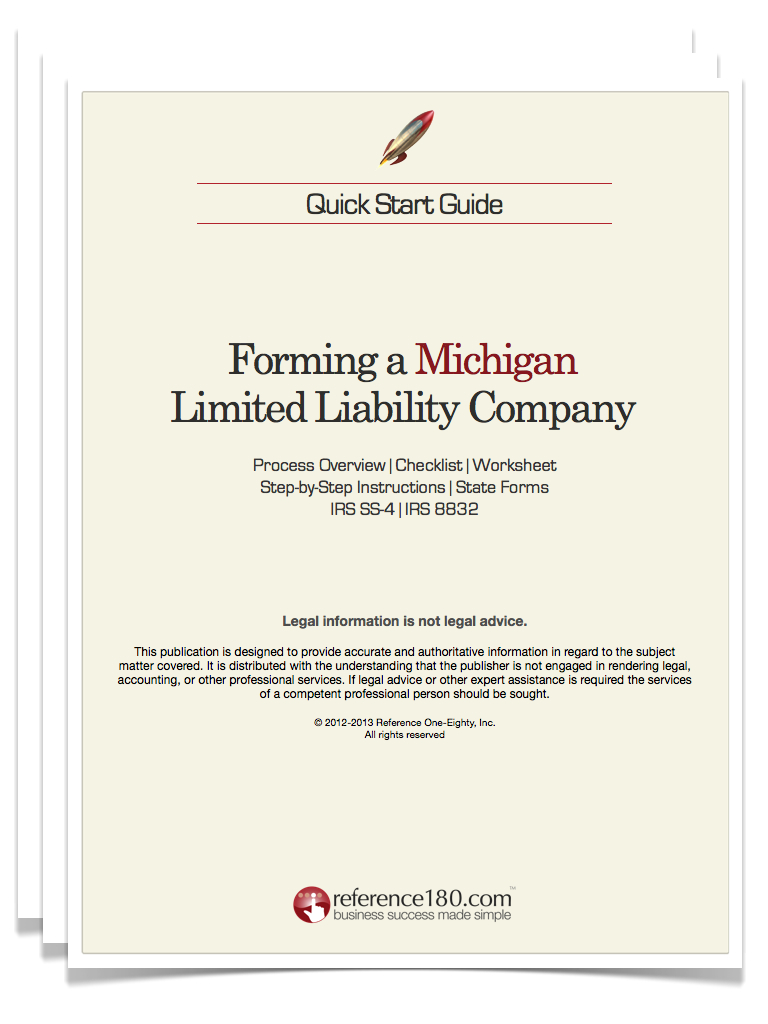 Quick Start Guide
Forming a Michigan
Limited Liability Company
Process Overview | Checklist | Worksheet
Step-by-Step Instructions | State Forms
IRS SS-4 | IRS 8832
Legal information is not legal advice.
This publication is designed to provide accurate and authoritative information in regard to the subject
matter covered. It is distributed with the understanding that the publisher is not engaged in rendering legal,
accounting, or other professional services. If legal advice or other expert assistance is required the services
of a competent professional person should be sought.
© 2012-2013 Reference One-Eighty, Inc.
All rights reserved
reference180.com™
business success made simple